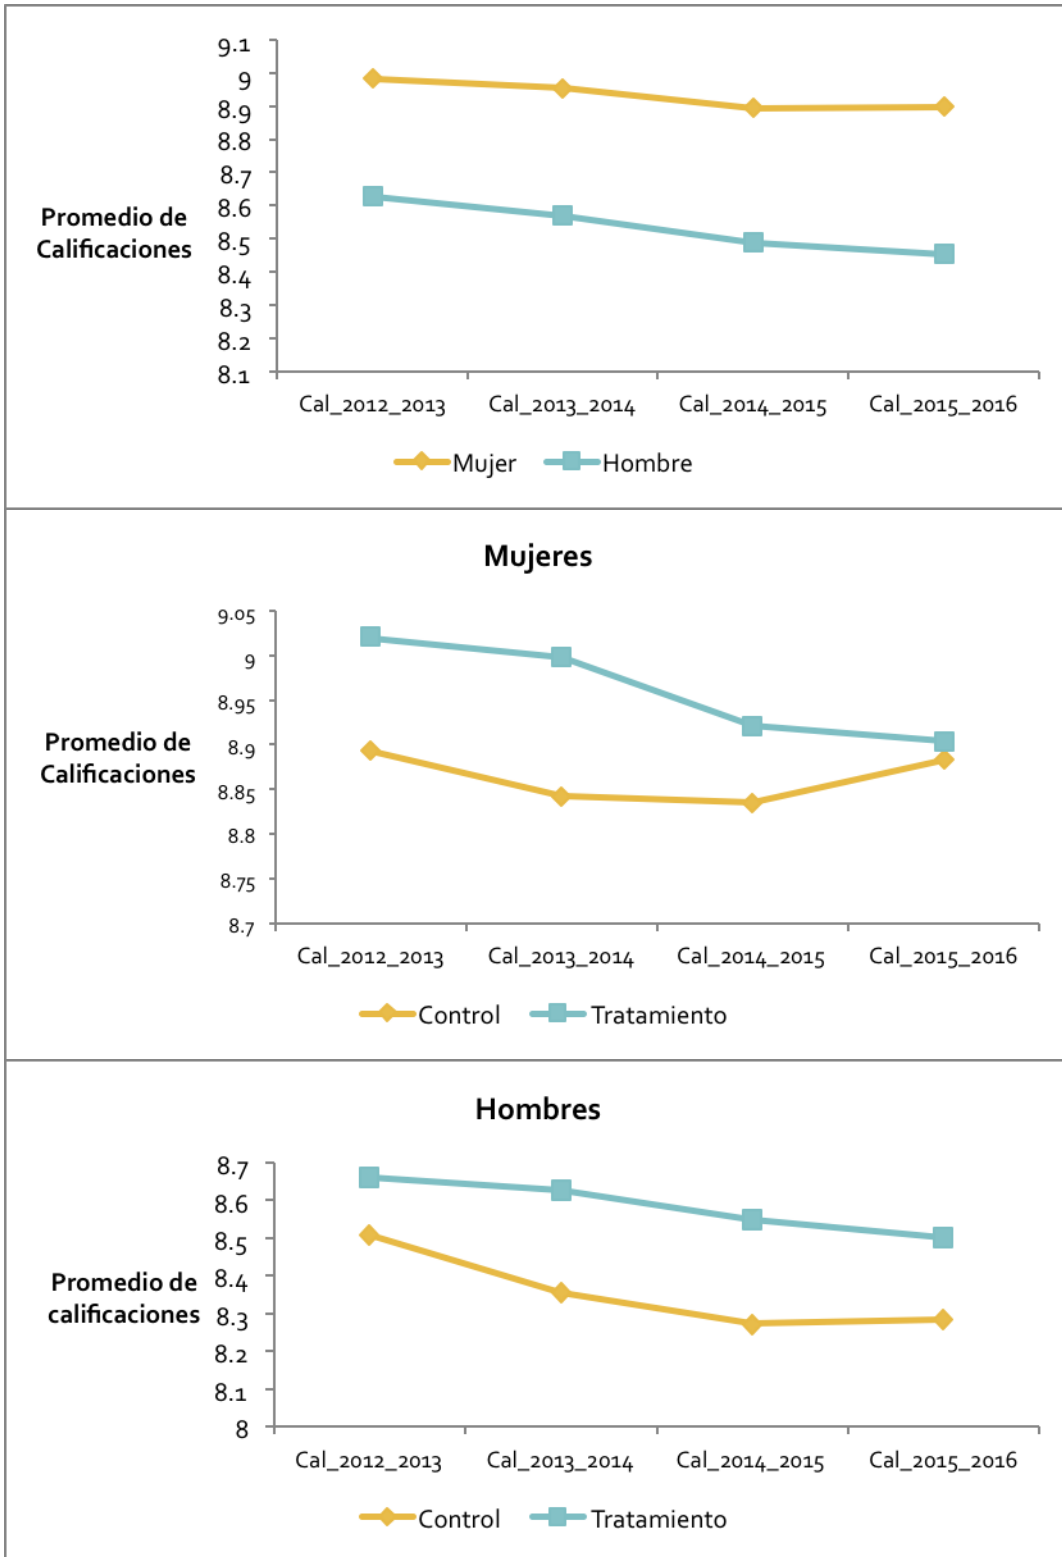 9.1
9
8.9
8.8
8.7
8.6
8.5
8.4
8.3
8.2
8.1
Promedio de
Calificaciones
Cal_2012_2013 Cal_2013_2014 Cal_2014_2015 Cal_2015_2016
Mujer Hombre
Mujeres
9.05
9
8.95
8.9
8.85
8.8
8.75
8.7
Promedio de
Calificaciones
Cal_2012_2013 Cal_2013_2014 Cal_2014_2015 Cal_2015_2016
Control Tratamiento
Hombres
8.7
8.6
8.5
8.4
8.3
8.2
8.1
8
Promedio de
calificaciones
Cal_2012_2013 Cal_2013_2014 Cal_2014_2015 Cal_2015_2016
Control Tratamiento